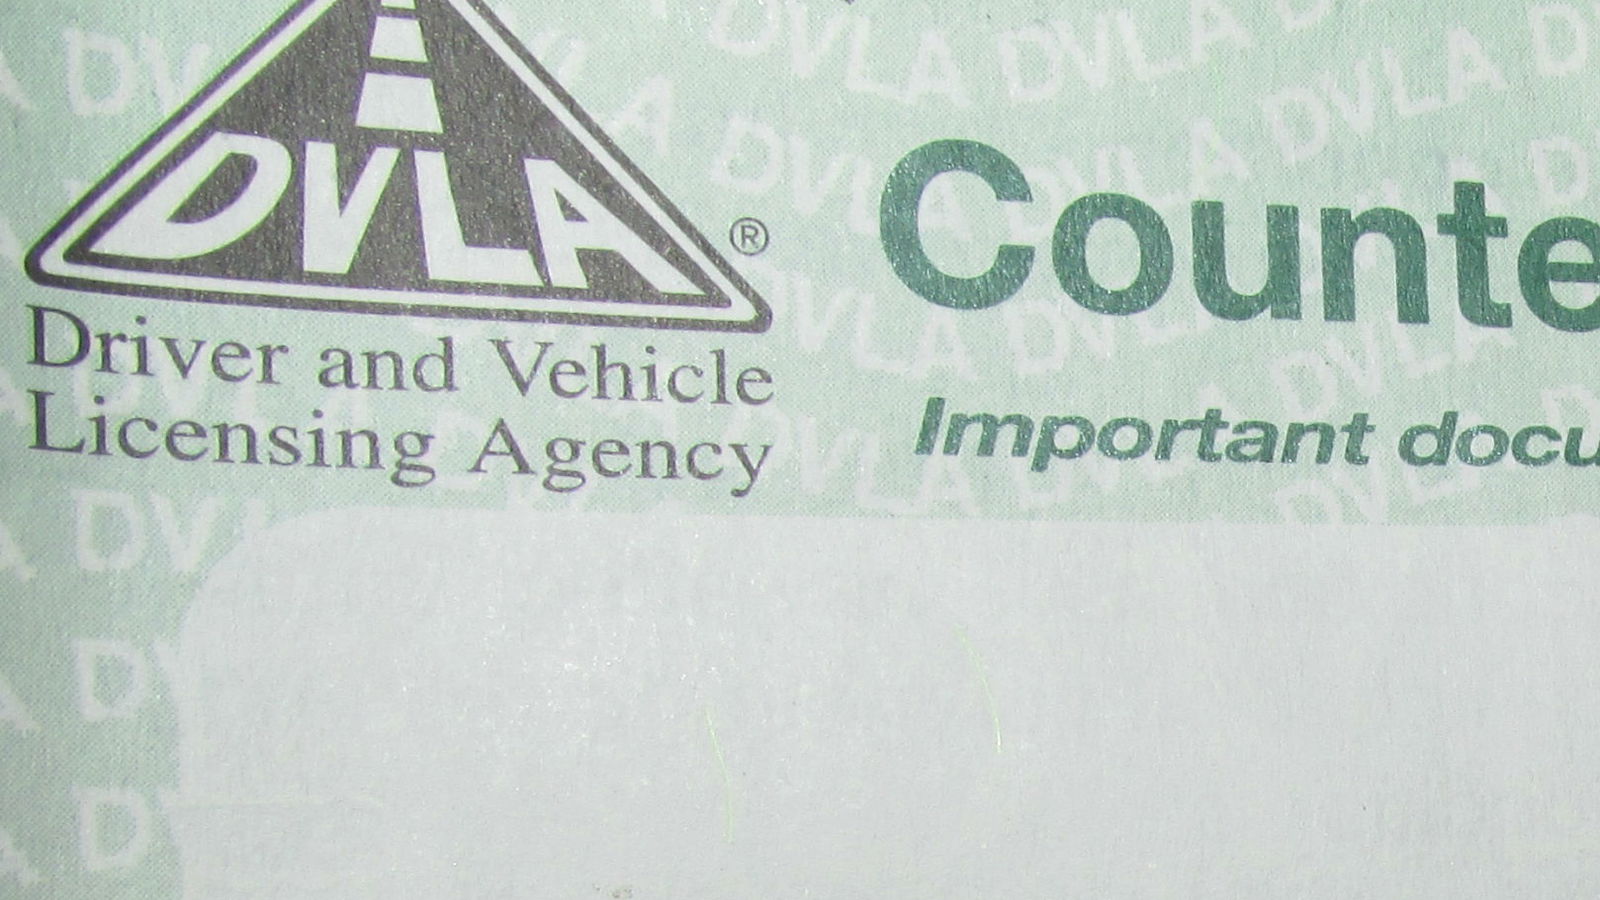 DVLA
®
Driver and Vehicle
Licensing Agency
Counte
Important docu